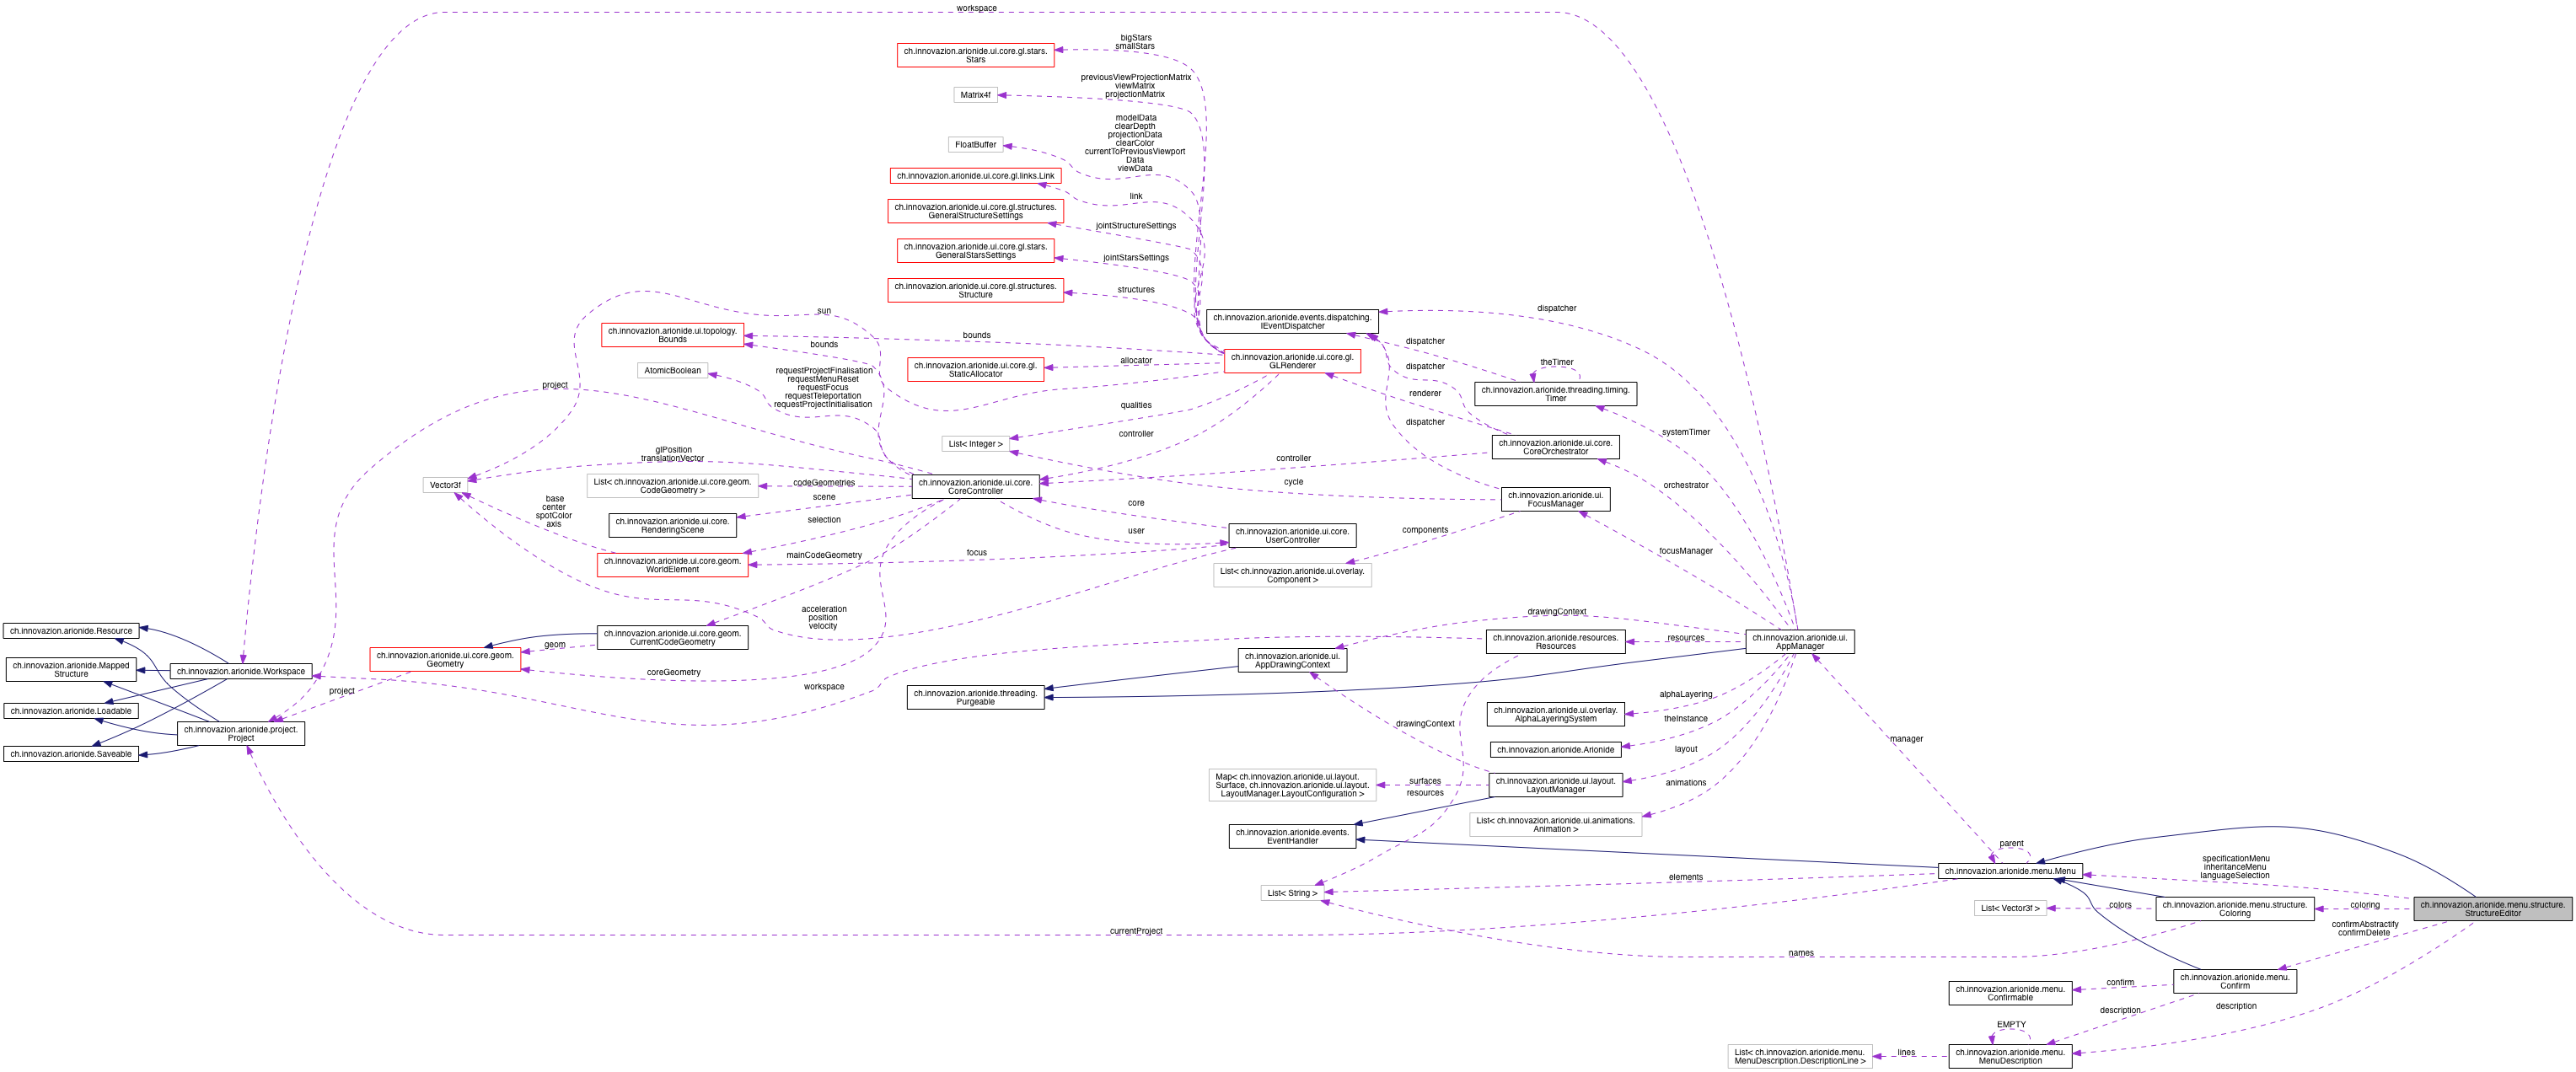 workspace
bigStars
smallStars
ch.innovazion.arionide.ui.core.gl.stars.
Stars
previousViewProjectionMatrix
viewMatrix
projectionMatrix
Matrix4f
modelData
clearDepth
projectionData
clearColor
currentToPreviousViewport
Data
viewData
FloatBuffer
ch.innovazion.arionide.ui.core.gl.links.Link
link
ch.innovazion.arionide.ui.core.gl.structures.
GeneralStructureSettings
jointStructureSettings
ch.innovazion.arionide.ui.core.gl.stars.
GeneralStarsSettings
jointStarsSettings
ch.innovazion.arionide.ui.core.gl.structures.
Structure
structures
sun
ch.innovazion.arionide.events.dispatching.
IEventDispatcher
dispatcher
ch.innovazion.arionide.ui.topology.
Bounds
bounds
bounds
dispatcher
ch.innovazion.arionide.ui.core.gl.
GLRenderer
allocator
ch.innovazion.arionide.ui.core.gl.
StaticAllocator
theTimer
dispatcher
AtomicBoolean
requestProjectFinalisation
requestMenuReset
requestFocus
requestTeleportation
requestProjectInitialisation
project
ch.innovazion.arionide.threading.timing.
Timer
renderer
qualities
dispatcher
systemTimer
controller
List< Integer >
ch.innovazion.arionide.ui.core.
CoreOrchestrator
glPosition
translationVector
controller
Vector3f
List< ch.innovazion.arionide.ui.core.geom.
CodeGeometry >
codeGeometries
ch.innovazion.arionide.ui.core.
CoreController
cycle
orchestrator
scene
base
center
spotColor
axis
ch.innovazion.arionide.ui.
FocusManager
core
ch.innovazion.arionide.ui.core.
RenderingScene
selection
user
ch.innovazion.arionide.ui.core.
UserController
components
focusManager
mainCodeGeometry
focus
ch.innovazion.arionide.ui.core.geom.
WorldElement
List< ch.innovazion.arionide.ui.overlay.
Component >
acceleration
position
velocity
drawingContext
ch.innovazion.arionide.Resource
ch.innovazion.arionide.ui.core.geom.
CurrentCodeGeometry
geom
ch.innovazion.arionide.resources.
Resources
resources
ch.innovazion.arionide.ui.
AppManager
ch.innovazion.arionide.ui.core.geom.
Geometry
ch.innovazion.arionide.ui.
AppDrawingContext
ch.innovazion.arionide.Mapped
Structure
ch.innovazion.arionide.Workspace
coreGeometry
workspace
project
ch.innovazion.arionide.threading.
Purgeable
alphaLayering
ch.innovazion.arionide.Loadable
ch.innovazion.arionide.ui.overlay.
AlphaLayeringSystem
theInstance
drawingContext
ch.innovazion.arionide.project.
Project
manager
ch.innovazion.arionide.Saveable
ch.innovazion.arionide.Arionide
layout
Map< ch.innovazion.arionide.ui.layout.
Surface, ch.innovazion.arionide.ui.layout.
LayoutManager.LayoutConfiguration >
surfaces
resources
ch.innovazion.arionide.ui.layout.
LayoutManager
animations
List< ch.innovazion.arionide.ui.animations.
Animation >
ch.innovazion.arionide.events.
EventHandler
parent
ch.innovazion.arionide.menu.Menu
specificationMenu
inheritanceMenu
languageSelection
elements
List< String >
List< Vector3f >
colors
ch.innovazion.arionide.menu.structure.
Coloring
coloring
ch.innovazion.arionide.menu.structure.
StructureEditor
currentProject
confirmAbstractify
confirmDelete
names
ch.innovazion.arionide.menu.
Confirm
confirm
ch.innovazion.arionide.menu.
Confirmable
description
description
EMPTY
List< ch.innovazion.arionide.menu.
MenuDescription.DescriptionLine >
lines
ch.innovazion.arionide.menu.
MenuDescription